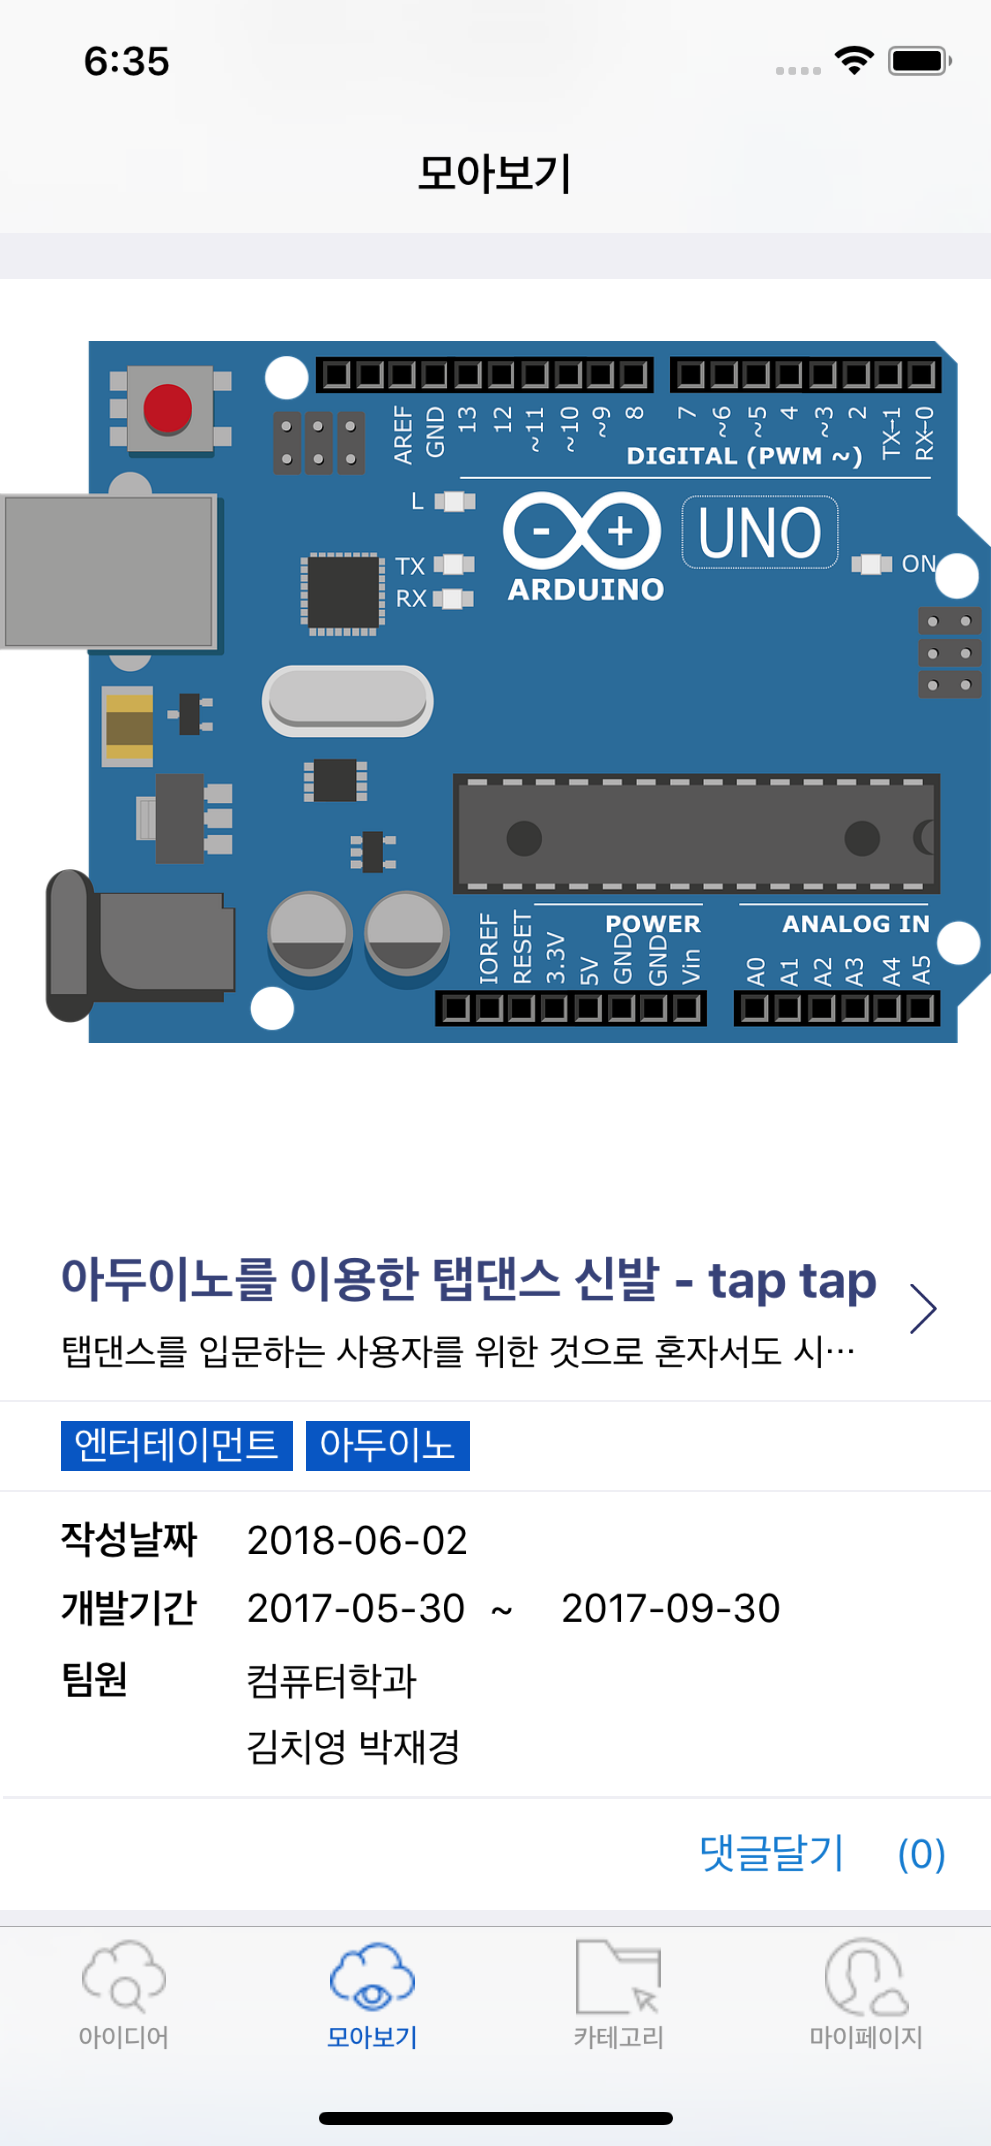 6:35
모아보기
AREF GND 13 12 ~11 ~10 ~9 8 7 ~6 ~5 4 ~3 2 TX→1 RX←0
DIGITAL (PWM ~)
L
- + UNO
TX ON
RX ARDUINO
POWER ANALOG IN
IOREF RESET 3.3V 5V GND GND Vin A0 A1 A2 A3 A4 A5
아두이노를 이용한 탭댄스 신발 - tap tap
탭댄스를 입문하는 사용자를 위한 것으로 혼자서도 시…
엔터테이먼트 아두이노
작성날짜 2018-06-02
개발기간 2017-05-30 ~ 2017-09-30
팀원 컴퓨터학과
김치영 박재경
댓글달기 (0)
아이디어 모아보기 카테고리 마이페이지